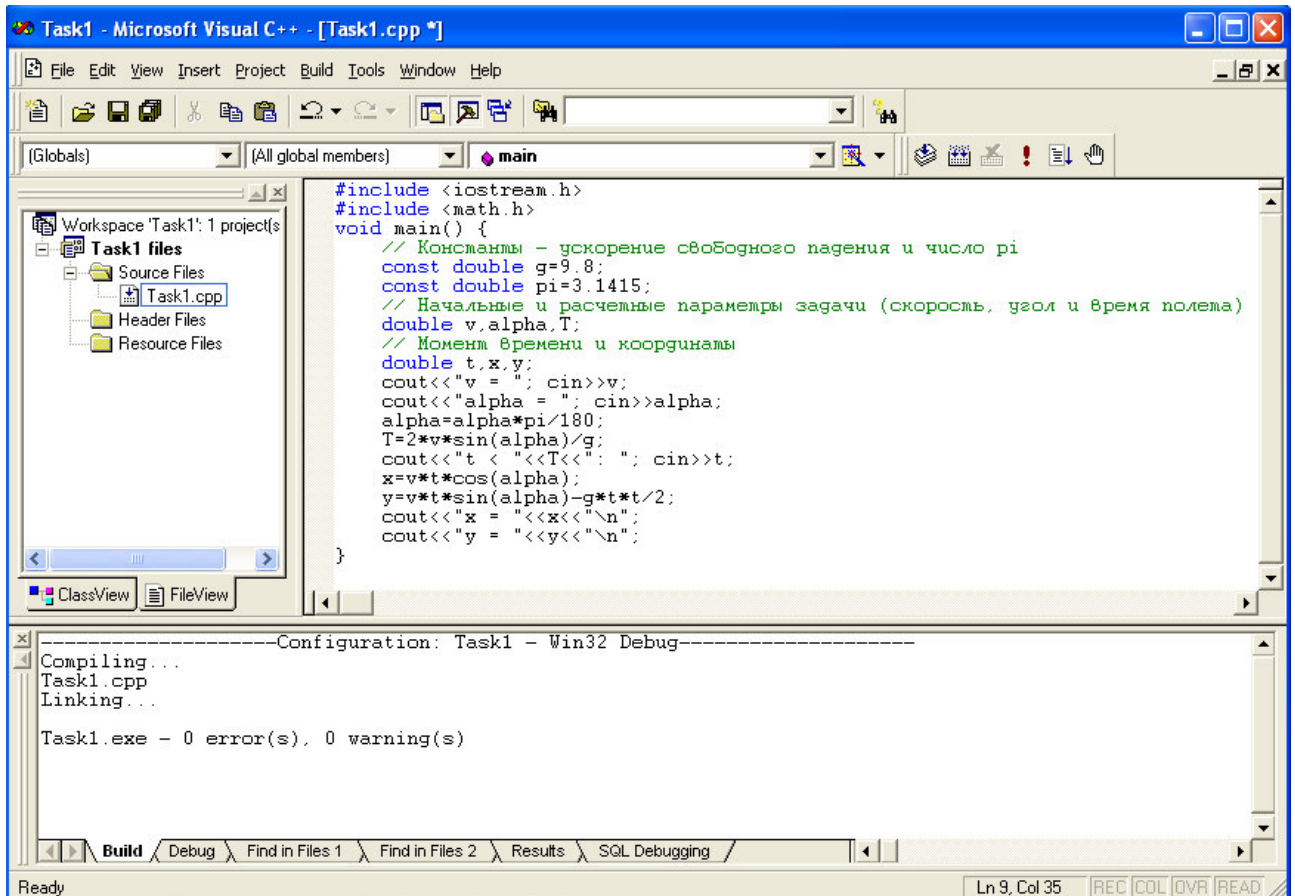 Task1 - Microsoft Visual C++ - [Task1.cpp *]
File Edit View Insert Project Build Tools Window Help
(Globals) (All global members) main
Workspace 'Task1': 1 project(s
Task1 files
Source Files
Task1.cpp
Header Files
Resource Files
ClassView FileView
#include <iostream.h>
#include <math.h>
void main() {
// Константы – ускорение свободного падения и число pi
const double g=9.8;
const double pi=3.1415;
// Начальные и расчетные параметры задачи (скорость, угол и время полета)
double v,alpha,T;
// Момент времени и координаты
double t,x,y;
cout<<"v = "; cin>>v;
cout<<"alpha = "; cin>>alpha;
alpha=alpha*pi/180;
T=2*v*sin(alpha)/g;
cout<<"t < "<<T<<": "; cin>>t;
x=v*t*cos(alpha);
y=v*t*sin(alpha)-g*t*t/2;
cout<<"x = "<<x<<"\n";
cout<<"y = "<<y<<"\n";
}
--------------------Configuration: Task1 - Win32 Debug--------------------
Compiling...
Task1.cpp
Linking...
Task1.exe - 0 error(s), 0 warning(s)
Build Debug Find in Files 1 Find in Files 2 Results SQL Debugging
Ready Ln 9, Col 35 REC COL OVR READ